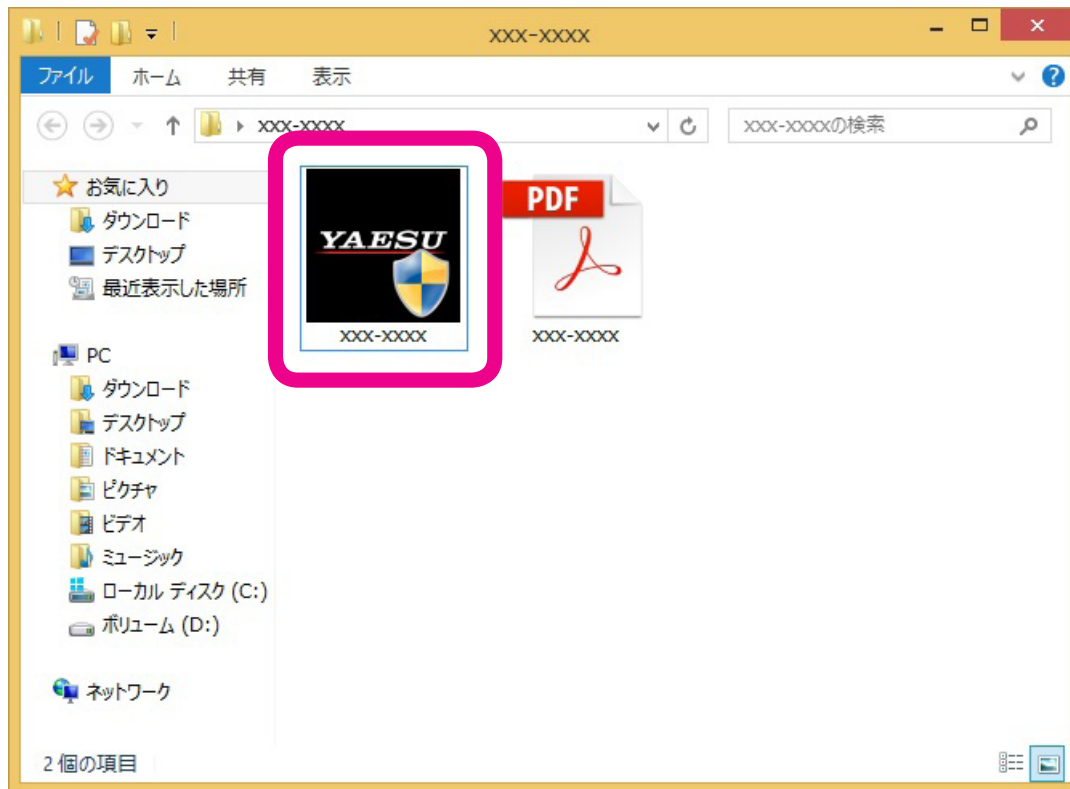 xxx-xxxx
ファイル ホーム 共有 表示
xxx-xxxx xxx-xxxxの検索
お気に入り
ダウンロード
デスクトップ
最近表示した場所
PC
ダウンロード
デスクトップ
ドキュメント
ピクチャ
ビデオ
ミュージック
ローカル ディスク (C:)
ボリューム (D:)
ネットワーク
YAESU
xxx-xxxx
PDF
xxx-xxxx
2 個の項目